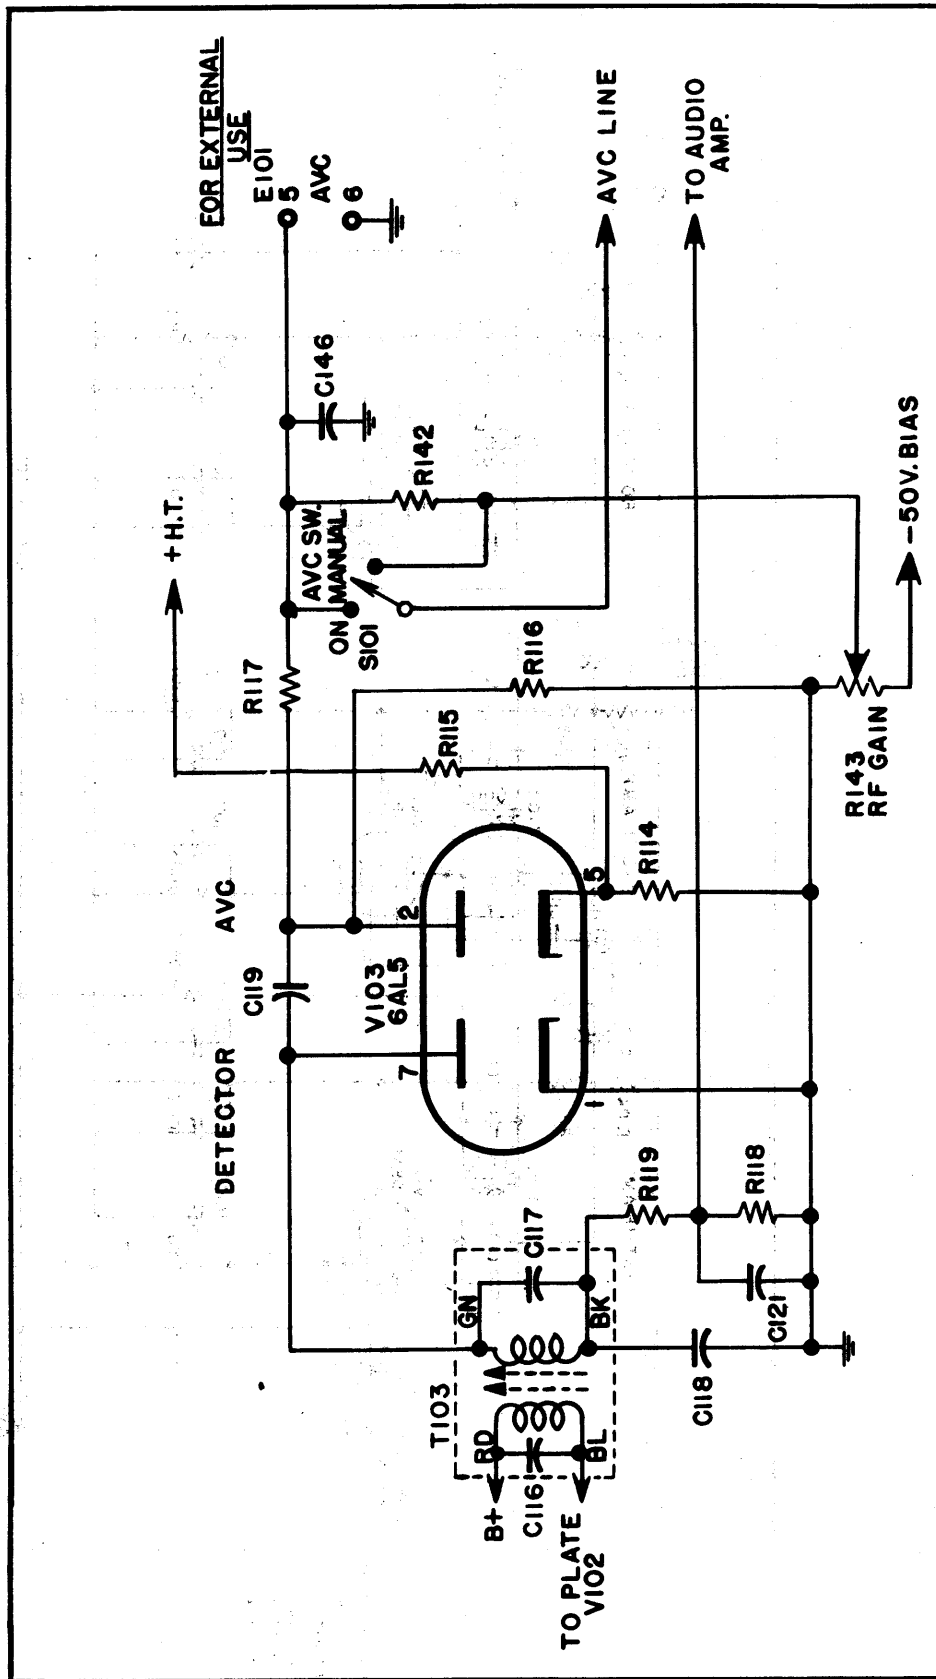 FOR EXTERNAL
USE
E101
5
AVC
6
AVC LINE
TO AUDIO
AMP.
+ H.T.
C146
R142
AVC SW.
MANUAL
ON
S101
R117
R116
R115
-50V. BIAS
R143
RF GAIN
AVC
C119
DETECTOR
V103
6AL5
2
7
5
1
R114
R119
R118
C117
GN
BK
C121
C118
T103
RD
BL
C116
B+
TO PLATE
V102